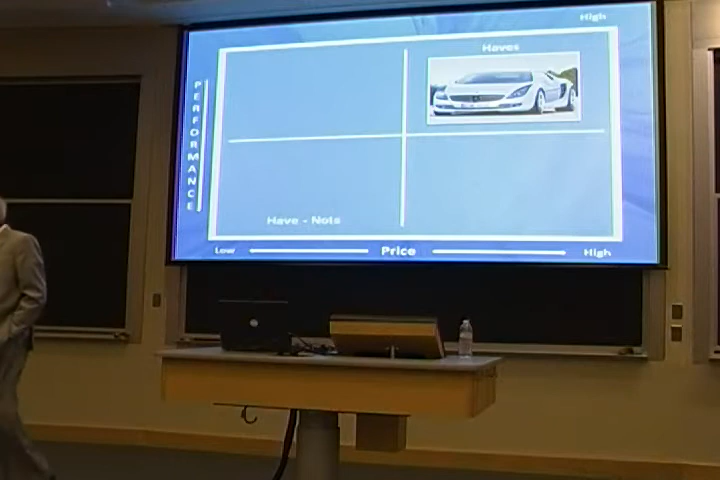 High
Haves
PERFORMANCE
Have - Nots
Low Price High